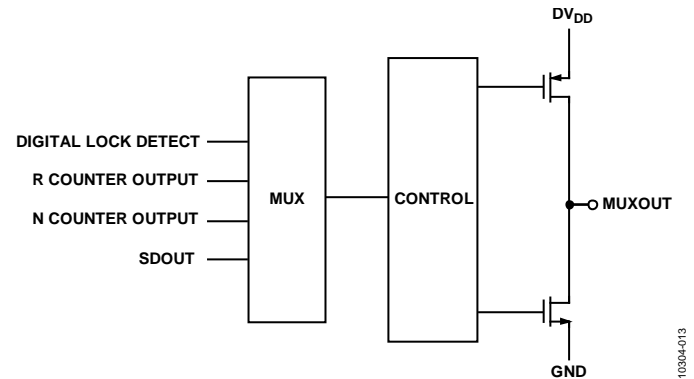 DV_DD
DIGITAL LOCK DETECT
R COUNTER OUTPUT
N COUNTER OUTPUT
SDOUT
MUX
CONTROL
MUXOUT
GND
10304-013